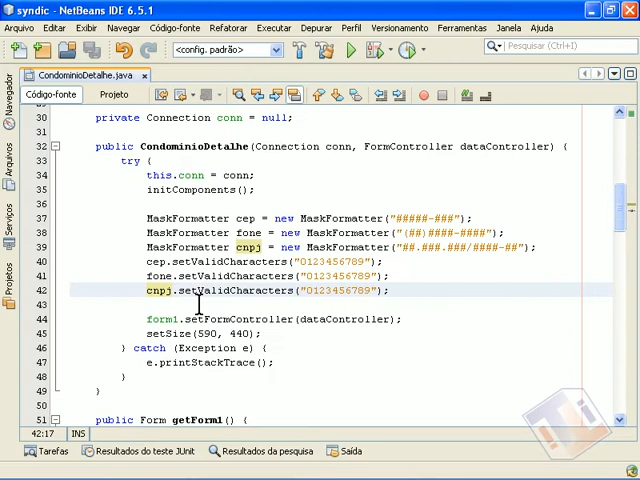 syndic - NetBeans IDE 6.5.1
Arquivo Editar Exibir Navegar Código-fonte Refatorar Executar Depurar Perfil Versionamento Ferramentas Janela Ajuda
<config. padrão> Pesquisar (Ctrl+I)
CondominioDetalhe.java
Código-fonte Projeto
Navegador
Arquivos
Serviços
Projetos
30 private Connection conn = null;
31
32 public CondominioDetalhe(Connection conn, FormController dataController) {
33 try {
34 this.conn = conn;
35 initComponents();
36
37 MaskFormatter cep = new MaskFormatter("#####-###");
38 MaskFormatter fone = new MaskFormatter("(##)####-####");
39 MaskFormatter cnpj = new MaskFormatter("##.###.###/####-##");
40 cep.setValidCharacters("0123456789");
41 fone.setValidCharacters("0123456789");
42 cnpj.setValidCharacters("0123456789");
43
44 form1.setFormController(dataController);
45 setSize(590, 440);
46 } catch (Exception e) {
47 e.printStackTrace();
48 }
49 }
50
51 public Form getForm1() {
42:17 INS
Tarefas Resultados do teste JUnit Resultados da pesquisa Saída